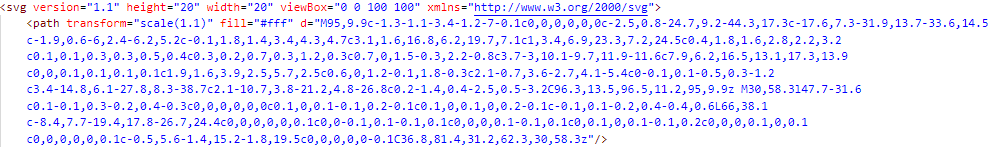 <svg version="1.1" height="20" width="20" viewBox="0 0 100 100" xmlns="http://www.w3.org/2000/svg">
<path transform="scale(1.1)" fill="#fff" d="M95,9.9c-1.3-1.1-3.4-1.2-7-0.1c0,0,0,0,0,0c-2.5,0.8-24.7,9.2-44.3,17.3c-17.6,7.3-31.9,13.7-33.6,14.5
c-1.9,0.6-6,2.4-6.2,5.2c-0.1,1.8,1.4,3.4,4.3,4.7c3.1,1.6,16.8,6.2,19.7,7.1c1,3.4,6.9,23.3,7.2,24.5c0.4,1.8,1.6,2.8,2.2,3.2
c0.1,0.1,0.3,0.3,0.5,0.4c0.3,0.2,0.7,0.3,1.2,0.3c0.7,0,1.5-0.3,2.2-0.8c3.7-3,10.1-9.7,11.9-11.6c7.9,6.2,16.5,13.1,17.3,13.9
c0,0,0.1,0.1,0.1,0.1c1.9,1.6,3.9,2.5,5.7,2.5c0.6,0,1.2-0.1,1.8-0.3c2.1-0.7,3.6-2.7,4.1-5.4c0-0.1,0.1-0.5,0.3-1.2
c3.4-14.8,6.1-27.8,8.3-38.7c2.1-10.7,3.8-21.2,4.8-26.8c0.2-1.4,0.4-2.5,0.5-3.2C96.3,13.5,96.5,11.2,95,9.9z M30,58.3l47.7-31.6
c0.1-0.1,0.3-0.2,0.4-0.3c0,0,0,0,0,0c0.1,0,0.1-0.1,0.2-0.1c0.1,0,0.1,0,0.2-0.1c-0.1,0.1-0.2,0.4-0.4,0.6L66,38.1
c-8.4,7.7-19.4,17.8-26.7,24.4c0,0,0,0,0,0.1c0,0-0.1,0.1-0.1,0.1c0,0,0,0.1-0.1,0.1c0,0.1,0,0.1-0.1,0.2c0,0,0,0.1,0,0.1
c0,0,0,0,0,0.1c-0.5,5.6-1.4,15.2-1.8,19.5c0,0,0,0,0-0.1C36.8,81.4,31.2,62.3,30,58.3z"/>